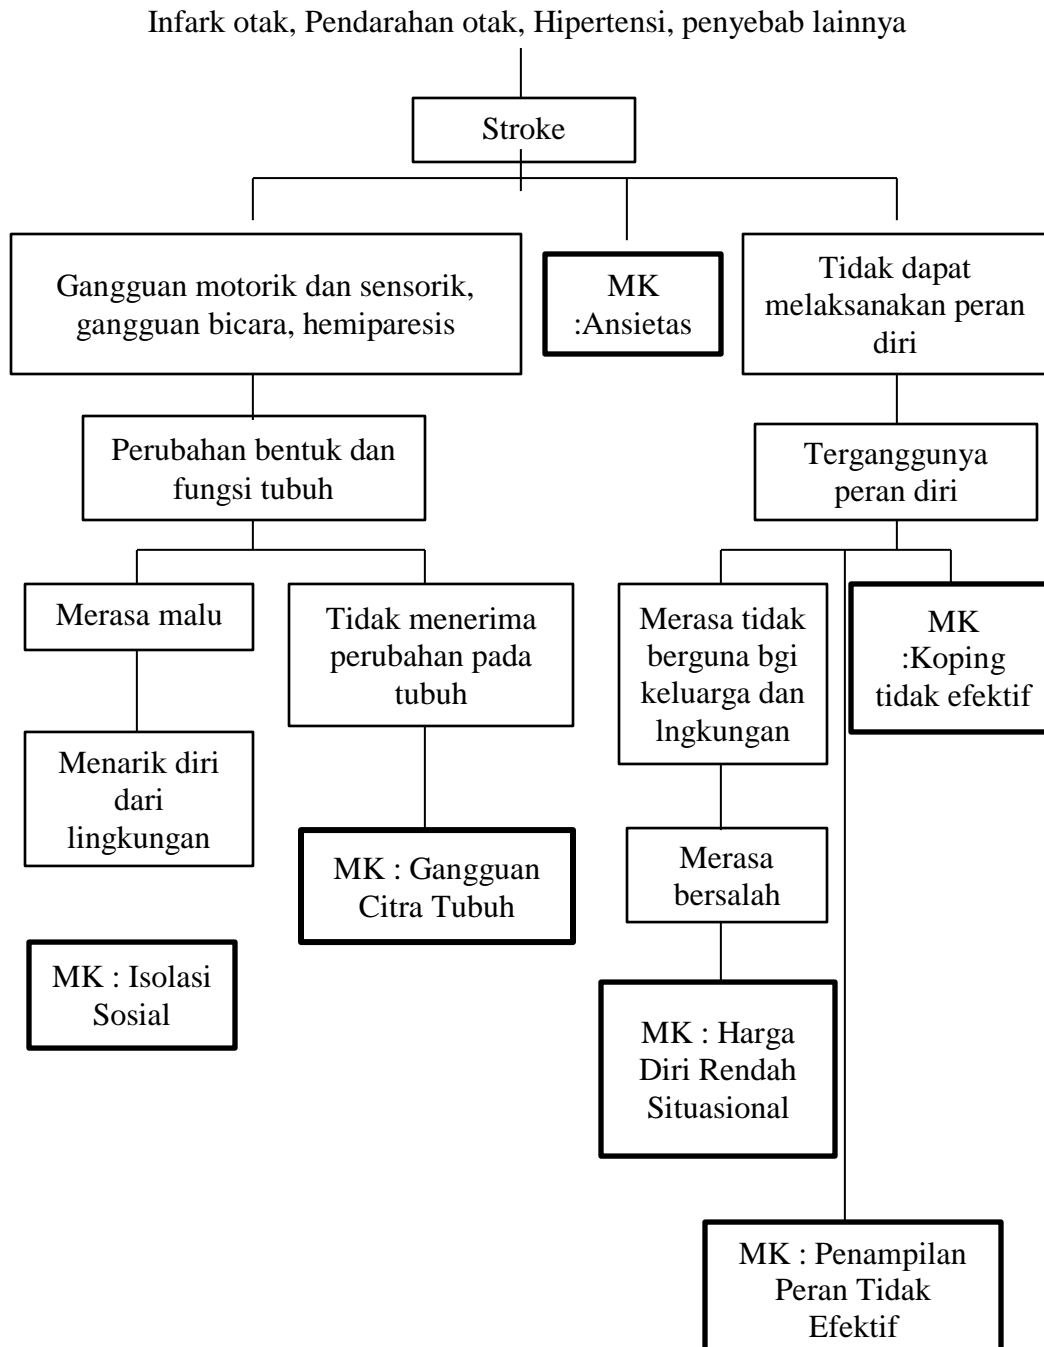 Infark otak, Pendarahan otak, Hipertensi, penyebab lainnya
Stroke
Gangguan motorik dan sensorik,
gangguan bicara, hemiparesis
MK
:Ansietas
Tidak dapat
melaksanakan peran
diri
Perubahan bentuk dan
fungsi tubuh
Terganggunya
peran diri
Merasa malu
Tidak menerima
perubahan pada
tubuh
Merasa tidak
berguna bgi
keluarga dan
lngkungan
MK
:Koping
tidak efektif
Menarik diri
dari
lingkungan
MK : Gangguan
Citra Tubuh
Merasa
bersalah
MK : Isolasi
Sosial
MK : Harga
Diri Rendah
Situasional
MK : Penampilan
Peran Tidak
Efektif